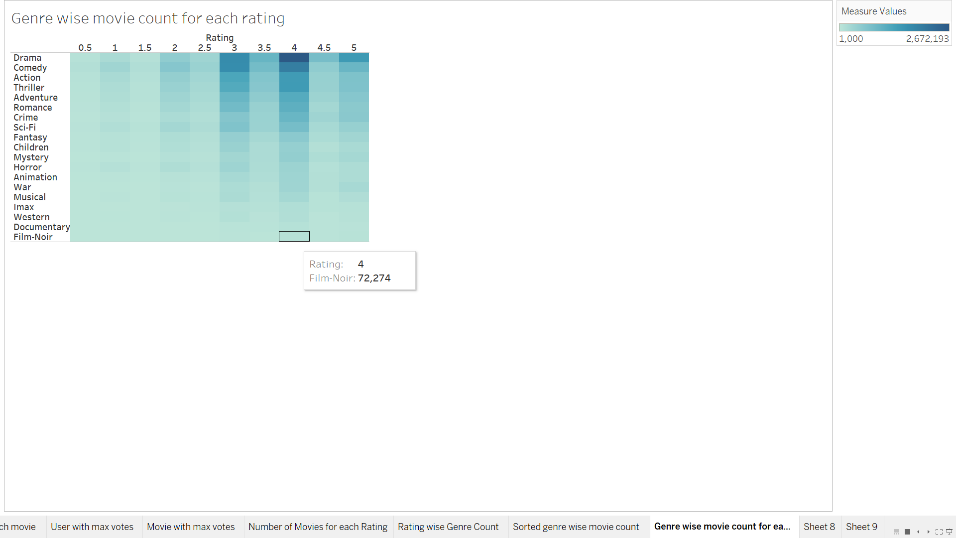 Genre wise movie count for each rating
Measure Values
1,000 2,672,193
Rating
0.5 1 1.5 2 2.5 3 3.5 4 4.5 5
Drama
Comedy
Action
Thriller
Adventure
Romance
Crime
Sci-Fi
Fantasy
Children
Mystery
Horror
Animation
War
Musical
Imax
Western
Documentary
Film-Noir
Rating: 4
Film-Noir: 72,274
ch movie User with max votes Movie with max votes Number of Movies for each Rating Rating wise Genre Count Sorted genre wise movie count Genre wise movie count for ea... Sheet 8 Sheet 9